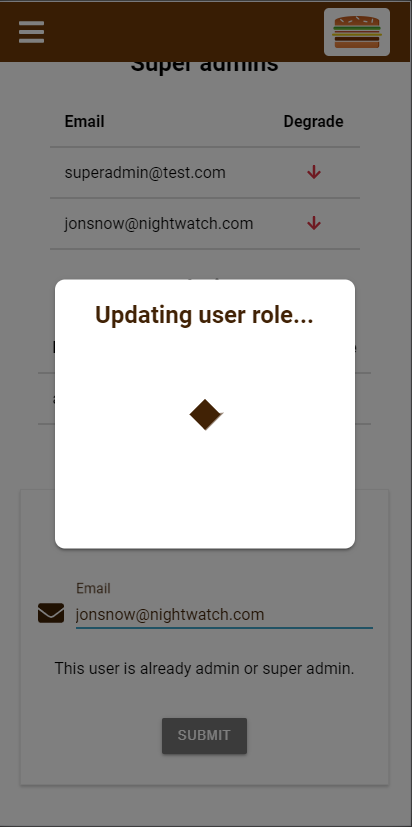 Super admins
Email Degrade
superadmin@test.com
jonsnow@nightwatch.com
Updating user role...
Email
jonsnow@nightwatch.com
This user is already admin or super admin.
SUBMIT